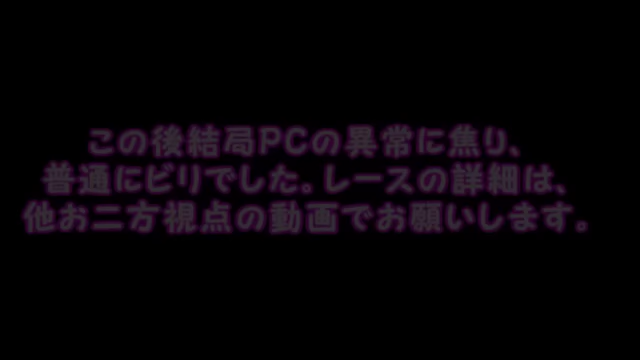 この後結局PCの異常に焦り、
普通にビリでした。レースの詳細は、
他お二方視点の動画でお願いします。